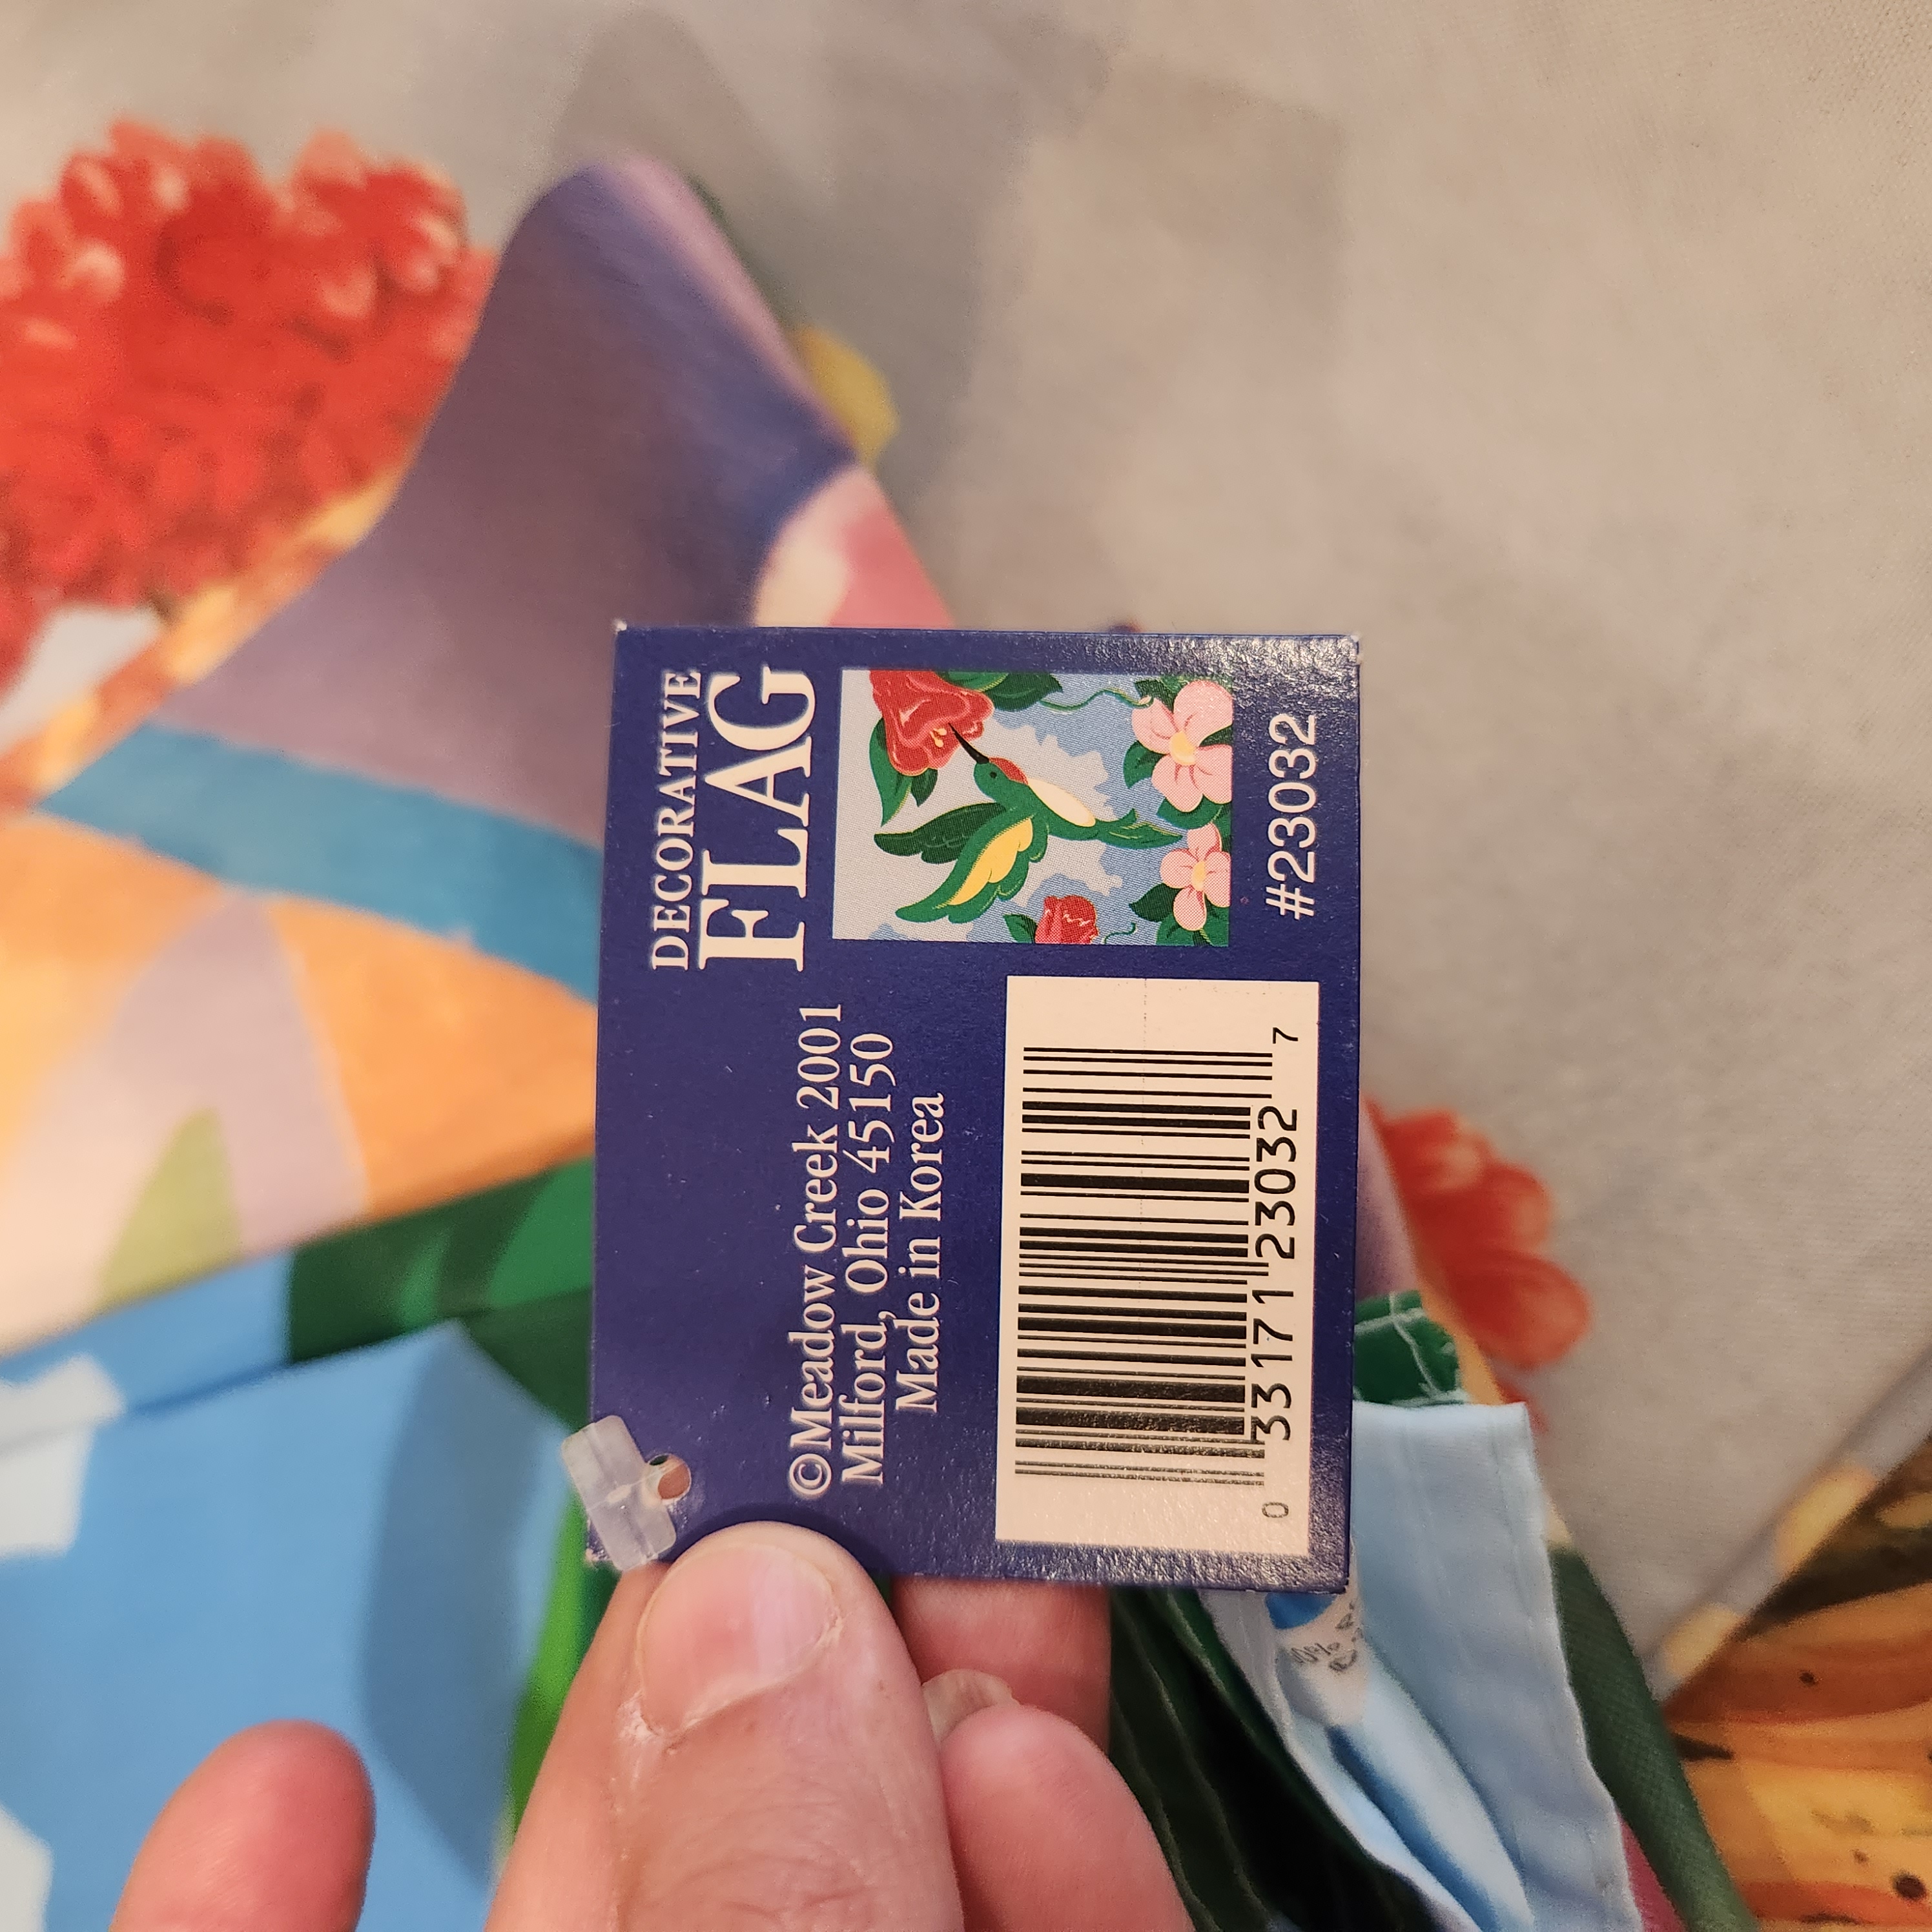 DECORATIVE
FLAG
©Meadow Creek 2001
Milford, Ohio 45150
Made in Korea
#23032
0 33171 23032 7